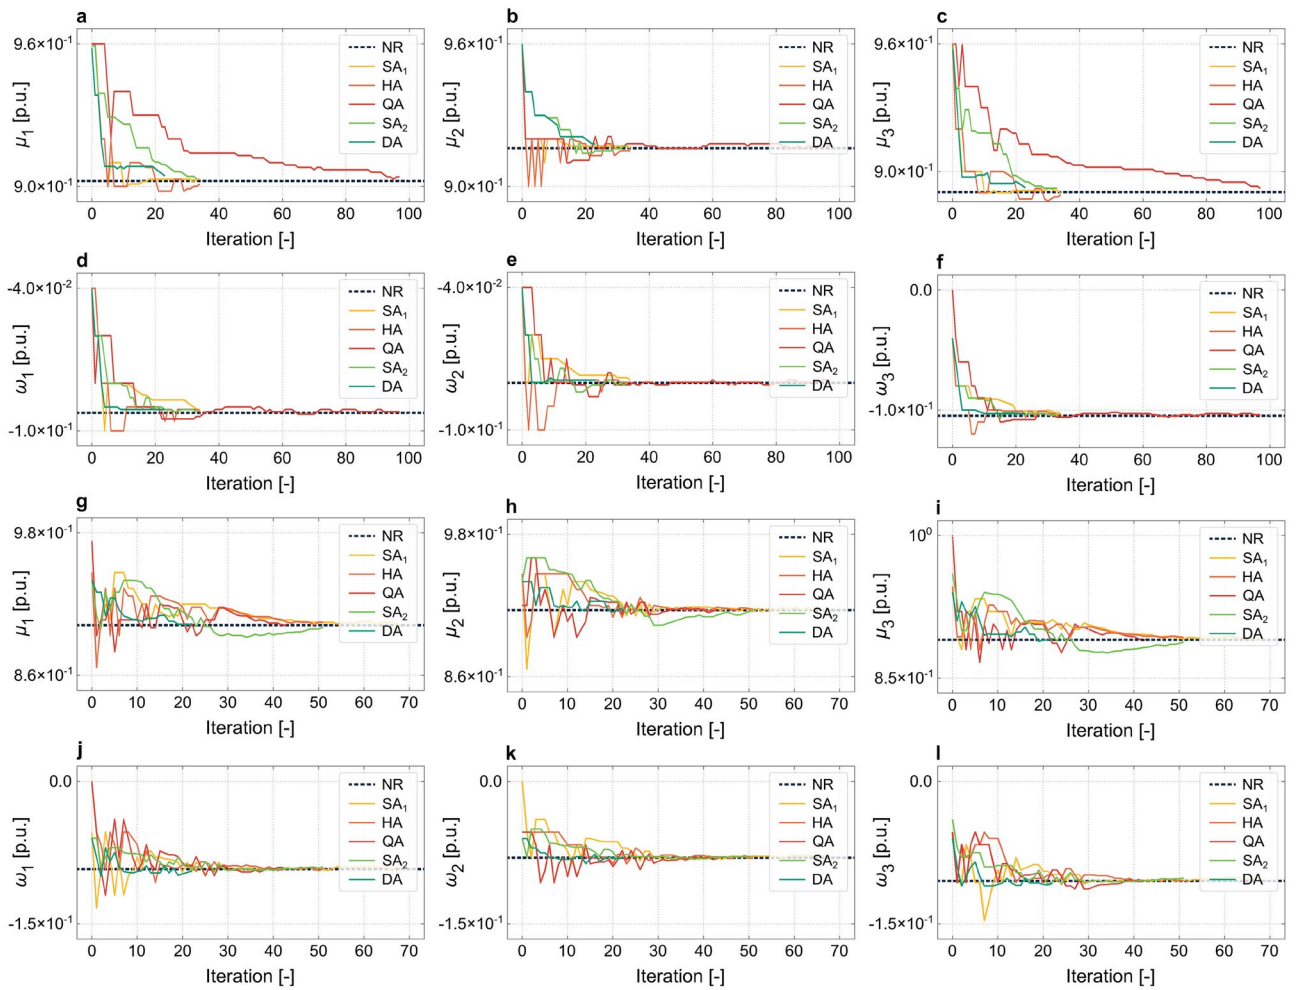 a
9.6×10⁻¹
9.0×10⁻¹
μ₁ [p.u.]
0 20 40 60 80 100
Iteration [-]
NR
SA₁
HA
QA
SA₂
DA
b
9.6×10⁻¹
9.0×10⁻¹
μ₂ [p.u.]
0 20 40 60 80 100
Iteration [-]
NR
SA₁
HA
QA
SA₂
DA
c
9.6×10⁻¹
9.0×10⁻¹
μ₃ [p.u.]
0 20 40 60 80 100
Iteration [-]
NR
SA₁
HA
QA
SA₂
DA
d
-4.0×10⁻²
-1.0×10⁻¹
ω₁ [p.u.]
0 20 40 60 80 100
Iteration [-]
NR
SA₁
HA
QA
SA₂
DA
e
-4.0×10⁻²
-1.0×10⁻¹
ω₂ [p.u.]
0 20 40 60 80 100
Iteration [-]
NR
SA₁
HA
QA
SA₂
DA
f
0.0
-1.0×10⁻¹
ω₃ [p.u.]
0 20 40 60 80 100
Iteration [-]
NR
SA₁
HA
QA
SA₂
DA
g
9.8×10⁻¹
8.6×10⁻¹
μ₁ [p.u.]
0 10 20 30 40 50 60 70
Iteration [-]
NR
SA₁
HA
QA
SA₂
DA
h
9.8×10⁻¹
8.6×10⁻¹
μ₂ [p.u.]
0 10 20 30 40 50 60 70
Iteration [-]
NR
SA₁
HA
QA
SA₂
DA
i
10⁰
8.5×10⁻¹
μ₃ [p.u.]
0 10 20 30 40 50 60 70
Iteration [-]
NR
SA₁
HA
QA
SA₂
DA
j
0.0
-1.5×10⁻¹
ω₁ [p.u.]
0 10 20 30 40 50 60 70
Iteration [-]
NR
SA₁
HA
QA
SA₂
DA
k
0.0
-1.5×10⁻¹
ω₂ [p.u.]
0 10 20 30 40 50 60 70
Iteration [-]
NR
SA₁
HA
QA
SA₂
DA
l
0.0
-1.5×10⁻¹
ω₃ [p.u.]
0 10 20 30 40 50 60 70
Iteration [-]
NR
SA₁
HA
QA
SA₂
DA